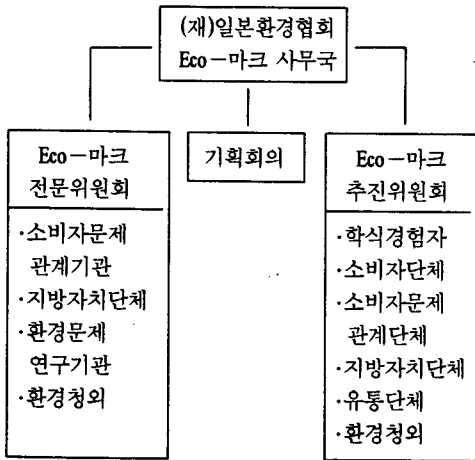 (재)일본환경협회
Eco－마크 사무국
Eco－마크
전문위원회
·소비자문제
관계기관
·지방자치단체
·환경문제
연구기관
·환경청외
기획회의
Eco－마크
추진위원회
·학식경험자
·소비자단체
·소비자문제
관계단체
·지방자치단체
·유통단체
·환경청외